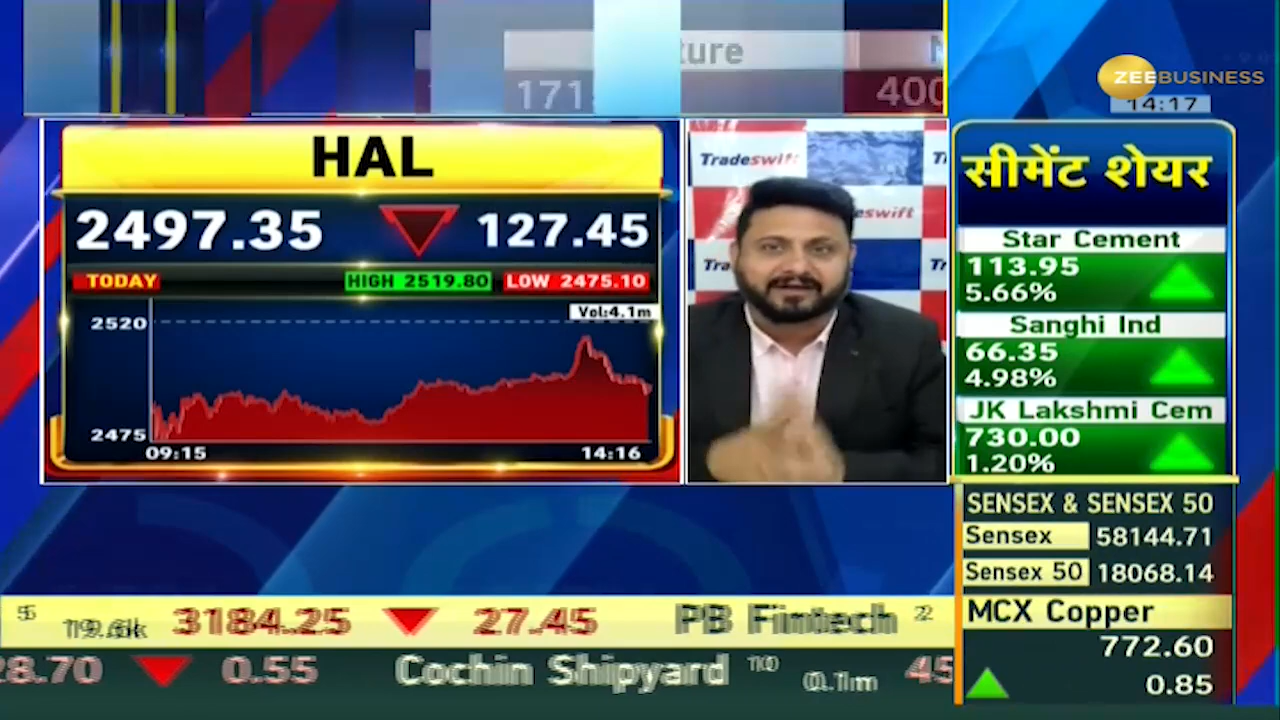 ZEEBUSINESS
14:17
HAL
2497.35 127.45
TODAY HIGH 2519.80 LOW 2475.10
Vol:4.1m
2520
2475
09:15 14:16
Tradeswift
सीमेंट शेयर
Star Cement
113.95
5.66%
Sanghi Ind
66.35
4.98%
JK Lakshmi Cem
730.00
1.20%
SENSEX & SENSEX 50
Sensex 58144.71
Sensex 50 18068.14
MCX Copper
772.60
0.85
3184.25 27.45 PB Fintech
28.70 0.55 Cochin Shipyard 0.1m 45